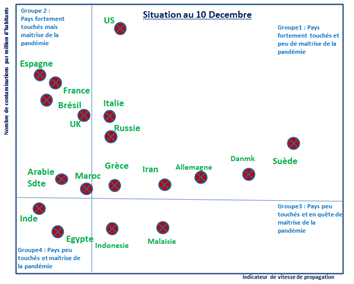 Situation au 10 Decembre
Groupe 2 : Pays
fortement touchés mais
maitrise de la
pandémie
US
Groupe1 : Pays
fortement touchés et
peu de maitrise de la
pandémie
Nombre de contaminations par million d'habitants
Espagne
France
Brésil
UK
Italie
Russie
Suède
Danmk
Allemagne
Iran
Grèce
Arabie
Sdte
Maroc
Inde
Egypte
Indonesie
Malaisie
Groupe3 : Pays peu
touchés et en quête de
maitrise de la
pandémie
Groupe4 : Pays peu
touchés et maitrise de
la pandémie
Indicateur de vitesse de propagation